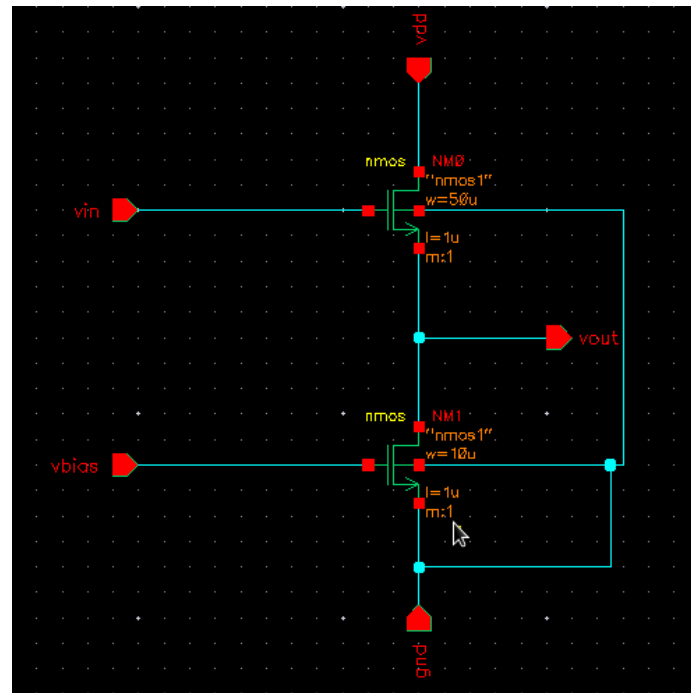 vdd
nmos NM0
"nmos1"
w=50u
vin
l=1u
m:1
vout
nmos NM1
"nmos1"
w=10u
vbias
l=1u
m:1
gnd